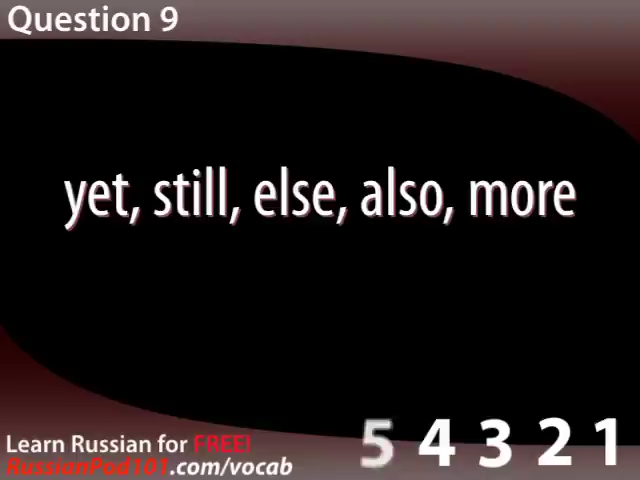 Question 9
yet, still, else, also, more
5 4 3 2 1
Learn Russian for FREE!
RussianPod101.com/vocab